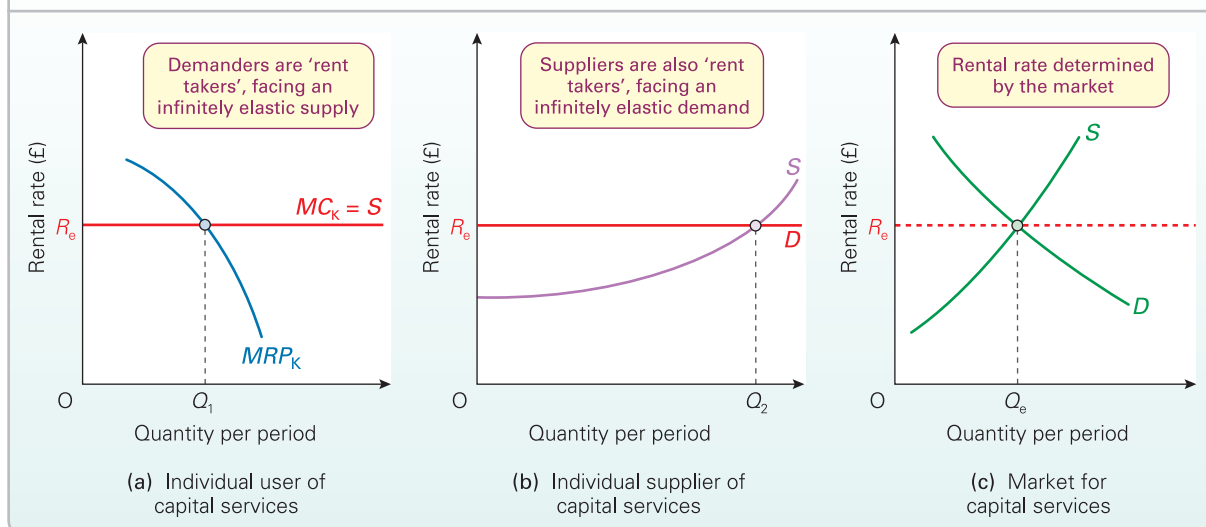 Demanders are ‘rent
takers’, facing an
infinitely elastic supply
Rental rate (£)
MCK = S
Re
MRPK
O
Q1
Quantity per period
(a) Individual user of
capital services
Suppliers are also ‘rent
takers’, facing an
infinitely elastic demand
Rental rate (£)
S
Re
D
O
Q2
Quantity per period
(b) Individual supplier of
capital services
Rental rate determined
by the market
Rental rate (£)
S
Re
D
O
Qe
Quantity per period
(c) Market for
capital services